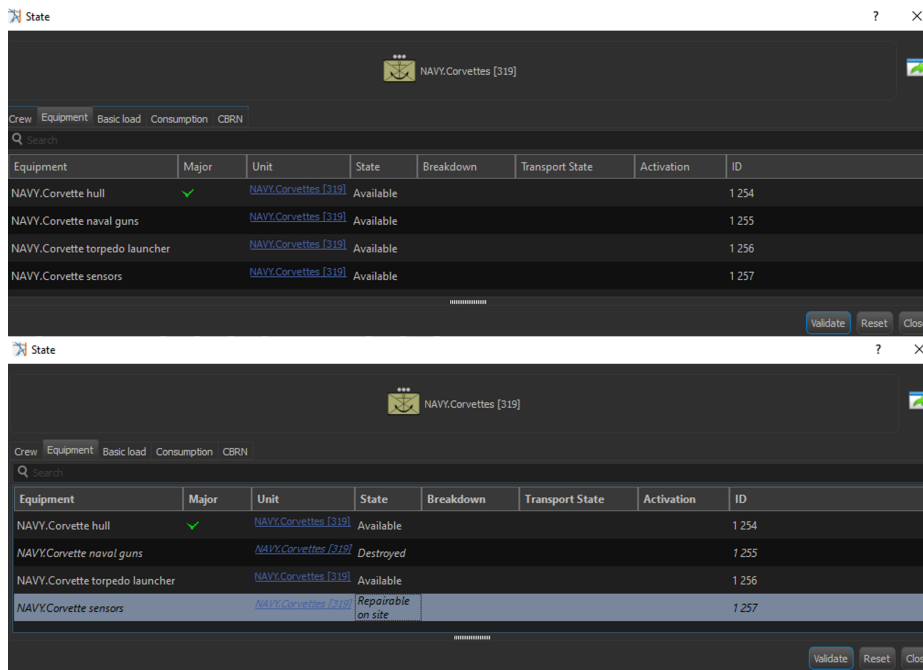 State ?
NAVY.Corvettes [319]
Crew Equipment Basic load Consumption CBRN
Search
Equipment Major Unit State Breakdown Transport State Activation ID
NAVY.Corvette hull NAVY.Corvettes [319] Available 1 254
NAVY.Corvette naval guns NAVY.Corvettes [319] Available 1 255
NAVY.Corvette torpedo launcher NAVY.Corvettes [319] Available 1 256
NAVY.Corvette sensors NAVY.Corvettes [319] Available 1 257
Validate Reset Clos
State ?
NAVY.Corvettes [319]
Crew Equipment Basic load Consumption CBRN
Search
Equipment Major Unit State Breakdown Transport State Activation ID
NAVY.Corvette hull NAVY.Corvettes [319] Available 1 254
NAVY.Corvette naval guns NAVY.Corvettes [319] Destroyed 1 255
NAVY.Corvette torpedo launcher NAVY.Corvettes [319] Available 1 256
NAVY.Corvette sensors NAVY.Corvettes [319] Repairable on site 1 257
Validate Reset Clos